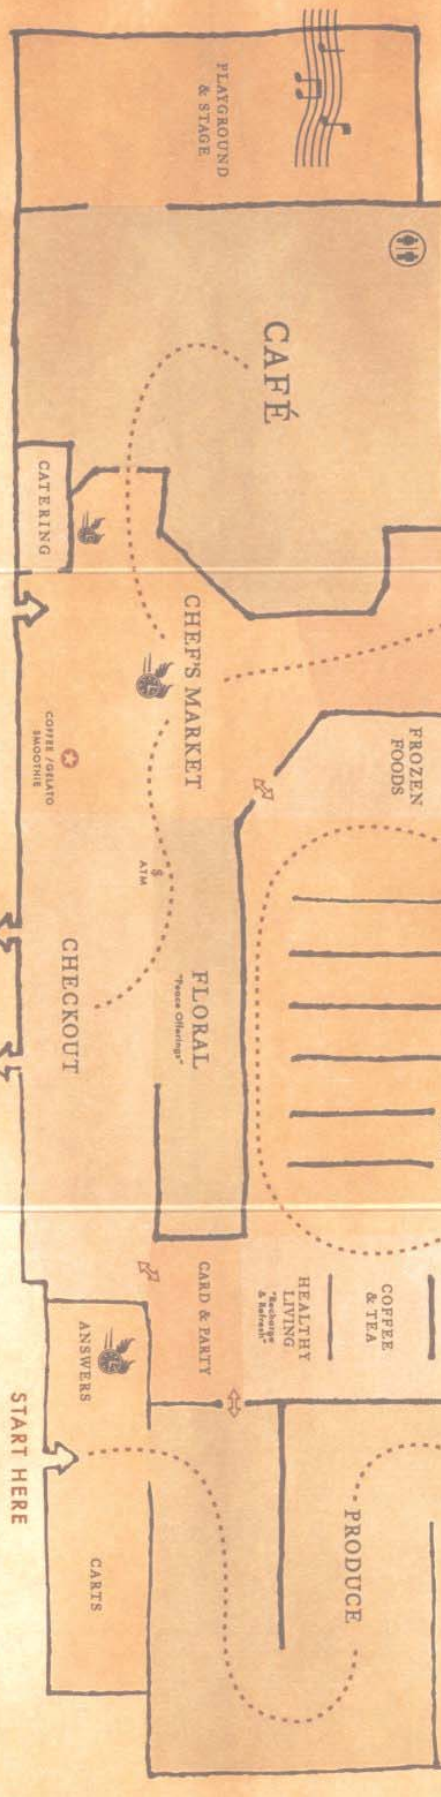 PLAYGROUND
& STAGE
CAFÉ
CATERING
CHEF'S MARKET
COFFEE / GELATO
SMOOTHIE
FROZEN
FOODS
$
ATM
FLORAL
"Peace Offerings"
CHECKOUT
COFFEE
& TEA
HEALTHY
LIVING
"Recharge
& Refresh"
CARD & PARTY
ANSWERS
START HERE
PRODUCE
CARTS